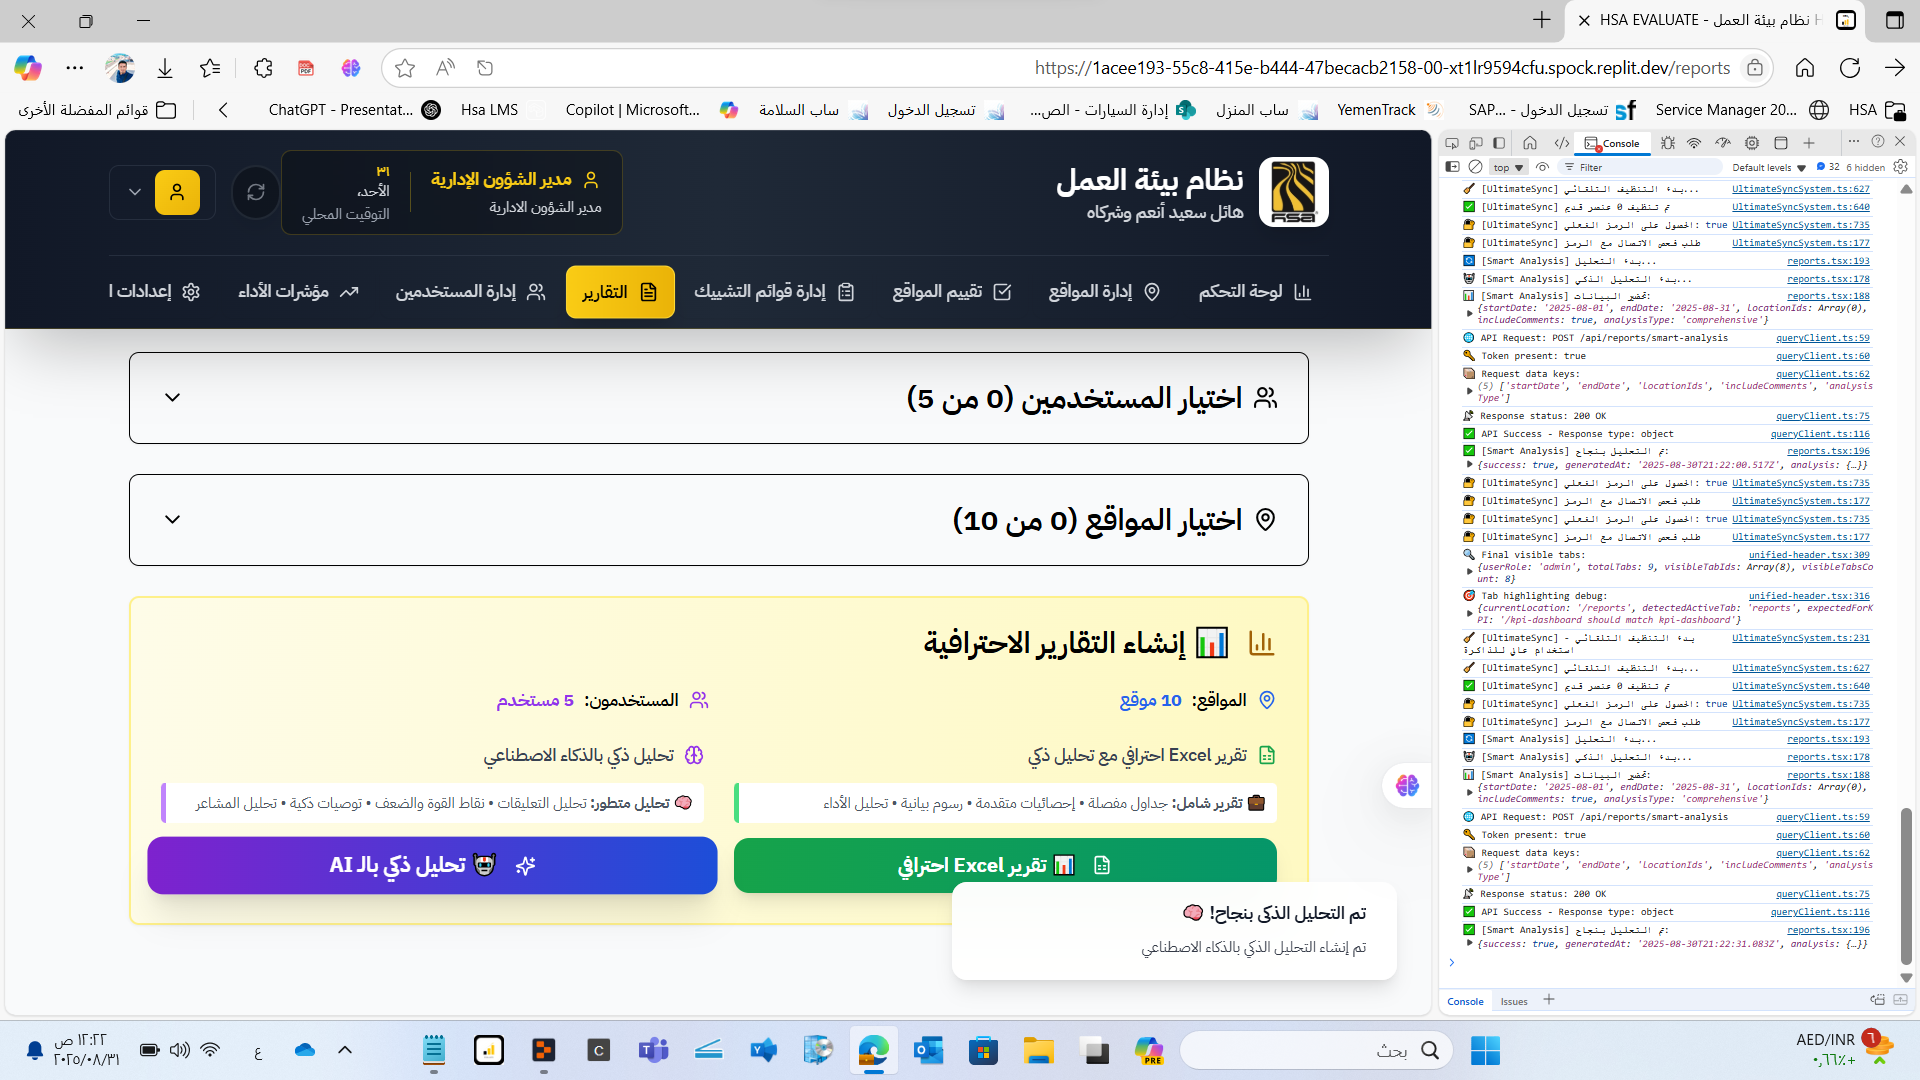 HSA EVALUATE - نظام بيئة العمل H
https://1acee193-55c8-415e-b444-47becacb2158-00-xt1lr9594cfu.spock.replit.dev/reports
HSA
Service Manager 20...
تسجيل الدخول - SAP...
YemenTrack
ساب المنزل
إدارة السيارات - الص...
تسجيل الدخول
ساب السلامة
Copilot | Microsoft...
Hsa LMS
ChatGPT - Presentat...
قوائم المفضلة الأخرى
نظام بيئة العمل
هائل سعيد أنعم وشركاه
مدير الشؤون الإدارية
مدير الشؤون الادارية
٣١
الأحد،
التوقيت المحلي
لوحة التحكم
إدارة المواقع
تقييم المواقع
إدارة قوائم التشييك
التقارير
إدارة المستخدمين
مؤشرات الأداء
إعدادات ا
اختيار المستخدمين (0 من 5)
اختيار المواقع (0 من 10)
📊 إنشاء التقارير الاحترافية
المواقع: 10 موقع
المستخدمون: 5 مستخدم
تقرير Excel احترافي مع تحليل ذكي
تحليل ذكي بالذكاء الاصطناعي
💼 تقرير شامل: جداول مفصلة • إحصائيات متقدمة • رسوم بيانية • تحليل الأداء
🧠 تحليل متطور: تحليل التعليقات • نقاط القوة والضعف • توصيات ذكية • تحليل المشاعر
📊 تقرير Excel احترافي
🤖 تحليل ذكي بالـ AI
تم التحليل الذكي بنجاح! 🧠
تم إنشاء التحليل الذكي بالذكاء الاصطناعي
Console
top
Filter
Default levels
32
6 hidden
🧹 [UltimateSync] بدء التنظيف التلقائي... UltimateSyncSystem.ts:627
✅ [UltimateSync] تم تنظيف 0 عنصر قديم UltimateSyncSystem.ts:640
🔐 [UltimateSync] الحصول على الرمز الفعلي: true UltimateSyncSystem.ts:735
🔐 [UltimateSync] طلب فحص الاتصال مع الرمز UltimateSyncSystem.ts:177
🔄 [Smart Analysis] بدء التحليل... reports.tsx:193
🤖 [Smart Analysis] بدء التحليل الذكي... reports.tsx:178
📊 [Smart Analysis] تحضير البيانات: reports.tsx:188
{startDate: '2025-08-01', endDate: '2025-08-31', locationIds: Array(0), includeComments: true, analysisType: 'comprehensive'}
🌐 API Request: POST /api/reports/smart-analysis queryClient.ts:59
🔑 Token present: true queryClient.ts:60
📦 Request data keys: queryClient.ts:62
(5) ['startDate', 'endDate', 'locationIds', 'includeComments', 'analysisType']
📡 Response status: 200 OK queryClient.ts:75
✅ API Success - Response type: object queryClient.ts:116
✅ [Smart Analysis] تم التحليل بنجاح: reports.tsx:196
{success: true, generatedAt: '2025-08-30T21:22:00.517Z', analysis: {…}}
🔐 [UltimateSync] الحصول على الرمز الفعلي: true UltimateSyncSystem.ts:735
🔐 [UltimateSync] طلب فحص الاتصال مع الرمز UltimateSyncSystem.ts:177
🔐 [UltimateSync] الحصول على الرمز الفعلي: true UltimateSyncSystem.ts:735
🔐 [UltimateSync] طلب فحص الاتصال مع الرمز UltimateSyncSystem.ts:177
🔍 Final visible tabs: unified-header.tsx:309
{userRole: 'admin', totalTabs: 9, visibleTabIds: Array(8), visibleTabsCount: 8}
🎯 Tab highlighting debug: unified-header.tsx:316
{currentLocation: '/reports', detectedActiveTab: 'reports', expectedForKPI: '/kpi-dashboard should match kpi-dashboard'}
🧹 [UltimateSync] بدء التنظيف التلقائي - استخدام عالي للذاكرة UltimateSyncSystem.ts:231
🧹 [UltimateSync] بدء التنظيف التلقائي... UltimateSyncSystem.ts:627
✅ [UltimateSync] تم تنظيف 0 عنصر قديم UltimateSyncSystem.ts:640
🔐 [UltimateSync] الحصول على الرمز الفعلي: true UltimateSyncSystem.ts:735
🔐 [UltimateSync] طلب فحص الاتصال مع الرمز UltimateSyncSystem.ts:177
🔄 [Smart Analysis] بدء التحليل... reports.tsx:193
🤖 [Smart Analysis] بدء التحليل الذكي... reports.tsx:178
📊 [Smart Analysis] تحضير البيانات: reports.tsx:188
{startDate: '2025-08-01', endDate: '2025-08-31', locationIds: Array(0), includeComments: true, analysisType: 'comprehensive'}
🌐 API Request: POST /api/reports/smart-analysis queryClient.ts:59
🔑 Token present: true queryClient.ts:60
📦 Request data keys: queryClient.ts:62
(5) ['startDate', 'endDate', 'locationIds', 'includeComments', 'analysisType']
📡 Response status: 200 OK queryClient.ts:75
✅ API Success - Response type: object queryClient.ts:116
✅ [Smart Analysis] تم التحليل بنجاح: reports.tsx:196
{success: true, generatedAt: '2025-08-30T21:22:31.083Z', analysis: {…}}
Console
Issues
AED/INR
+٠,٦٦٪
٦
بحث
PRE
ع
١٢:٢٢ ص
٢٠٢٥/٠٨/٣١